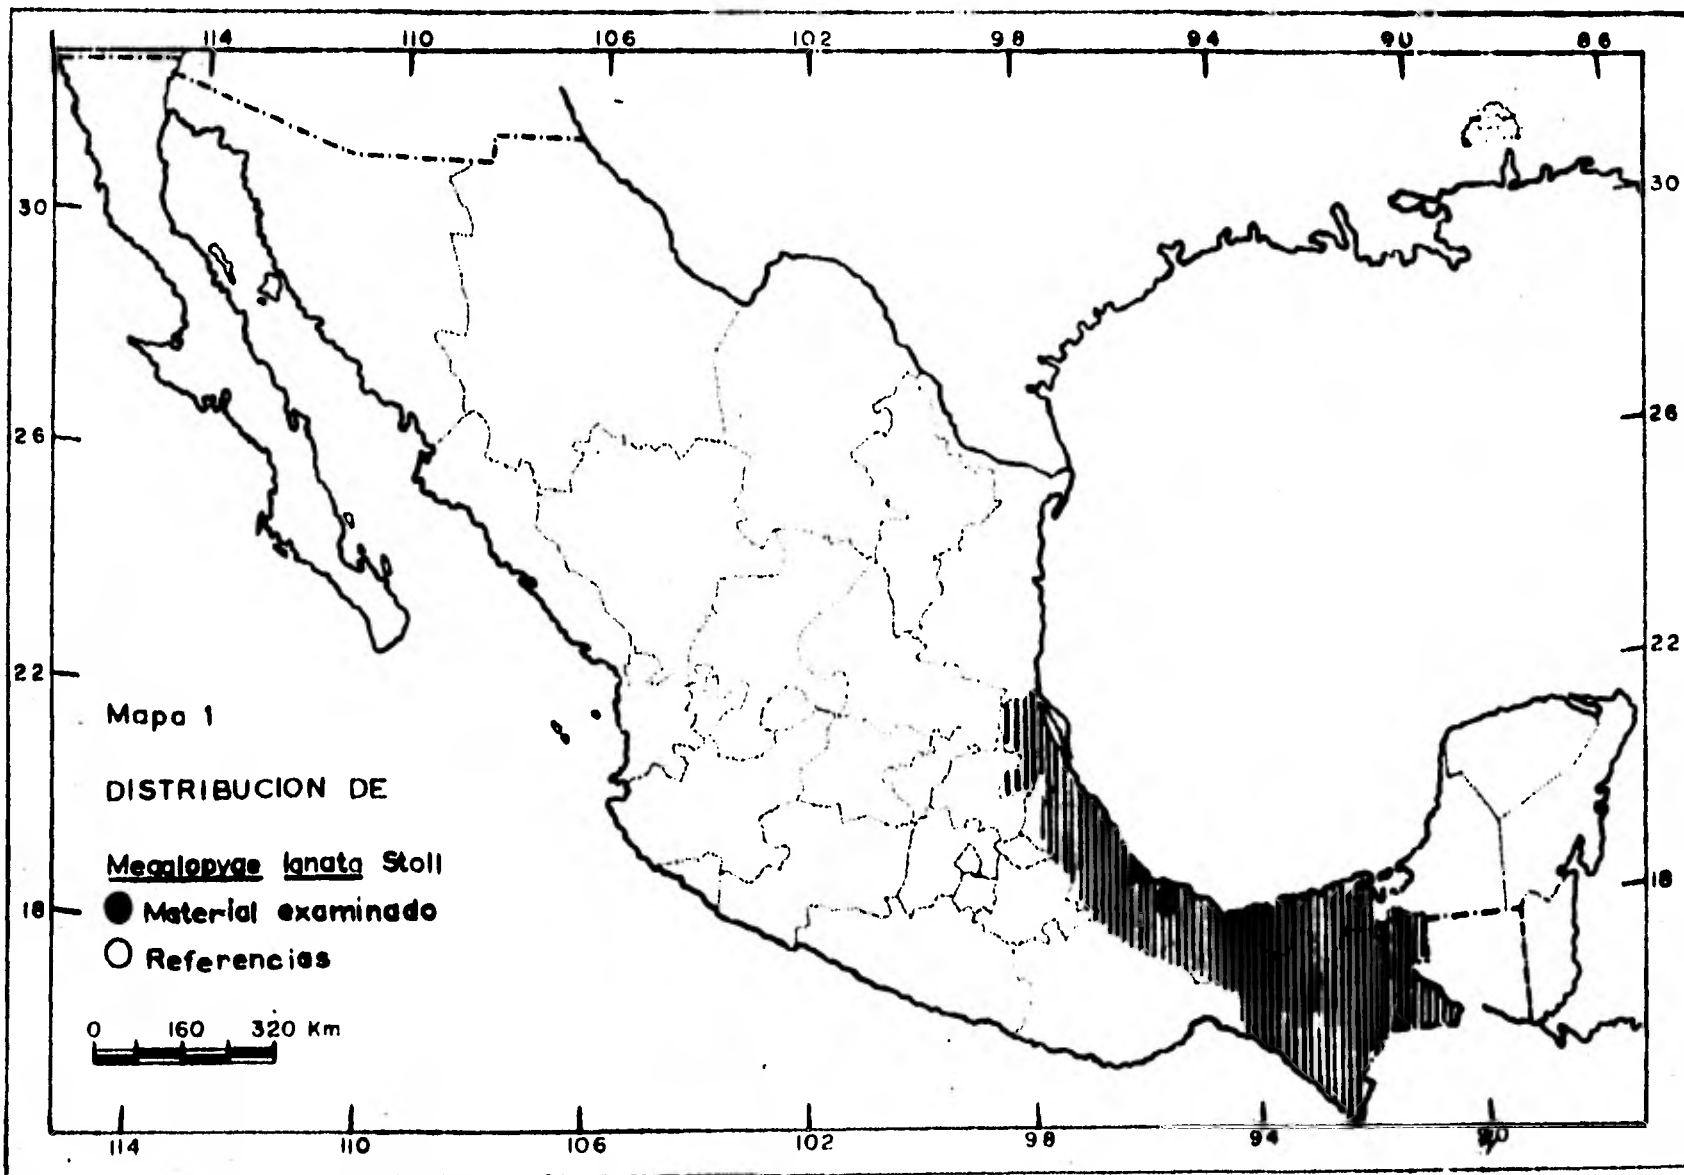 114 110 106 102 98 94 90 86
30 30
26 26
22 22
Mapa 1
DISTRIBUCION DE
Megalopyge lanata Stoll
Material examinado
18 18
Referencias
0 160 320 Km
114 110 106 102 98 94 90